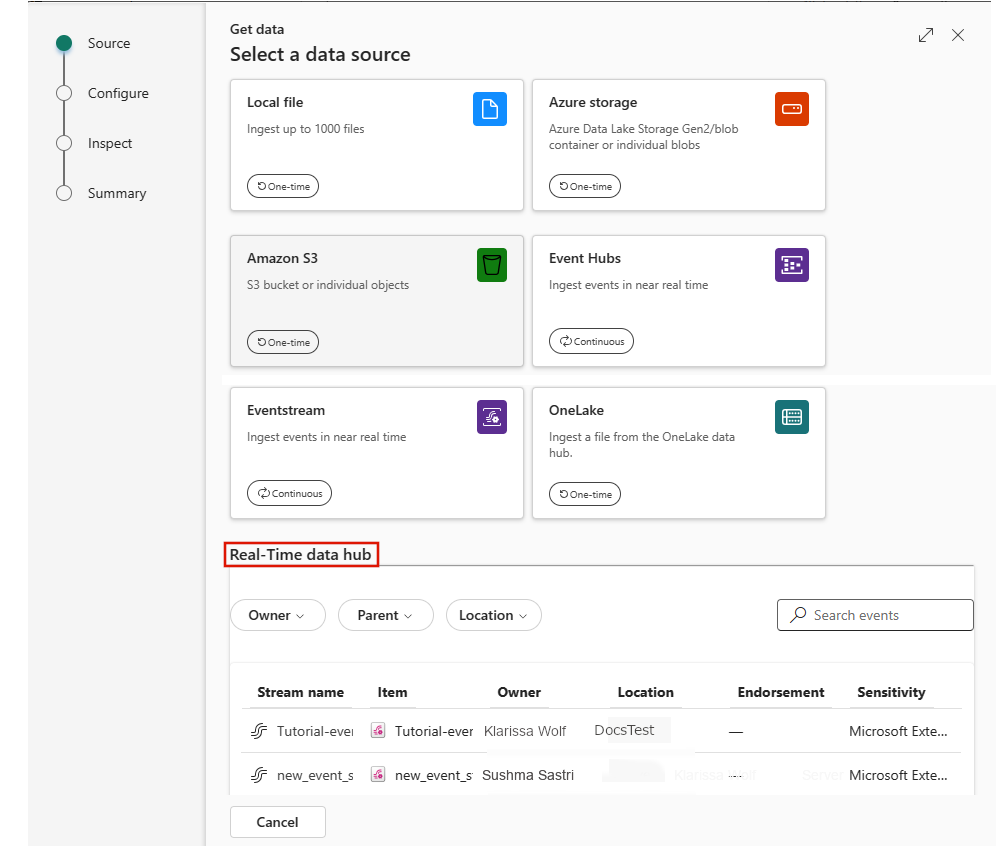 Source
Configure
Inspect
Summary
Get data
Select a data source
Local file
Ingest up to 1000 files
One-time
Azure storage
Azure Data Lake Storage Gen2/blob
container or individual blobs
One-time
Amazon S3
S3 bucket or individual objects
One-time
Event Hubs
Ingest events in near real time
Continuous
Eventstream
Ingest events in near real time
Continuous
OneLake
Ingest a file from the OneLake data
hub.
One-time
Real-Time data hub
Owner Parent Location Search events
Stream name Item Owner Location Endorsement Sensitivity
Tutorial-ever Tutorial-ever Klarissa Wolf DocsTest — Microsoft Exte...
new_event_s new_event_s Sushma Sastri Microsoft Exte...
Cancel